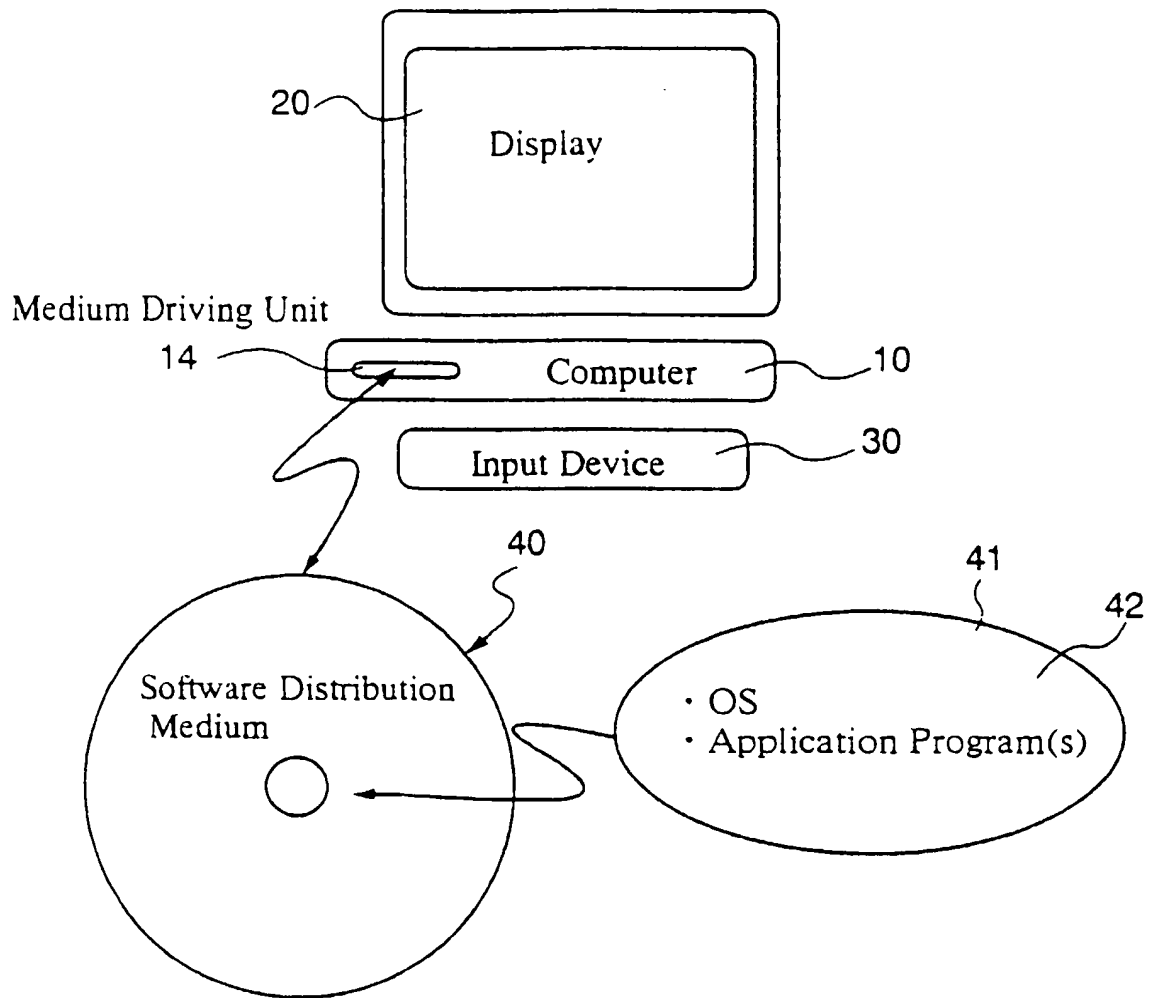 20
Display
Medium Driving Unit
14
Computer
10
Input Device
30
40
41
42
Software Distribution
Medium
· OS
· Application Program(s)